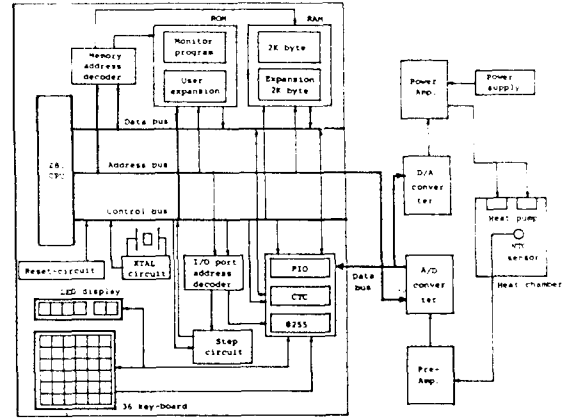 ROM
RAM
Memory
address
decoder
Monitor
program
User
expansion
2K byte
Expansion
2K byte
Power
Amp.
Power
supply
Data bus
CPU
Address bus
D/A
conver
ter
Control bus
Heat pump
sensor
Heat chamber
Reset-circuit
XTAL
circuit
I/O port
address
decoder
PIO
CTC
8255
Data
bus
A/D
conver
ter
LED display
Step
circuit
Pre-
Amp.
36 key-board